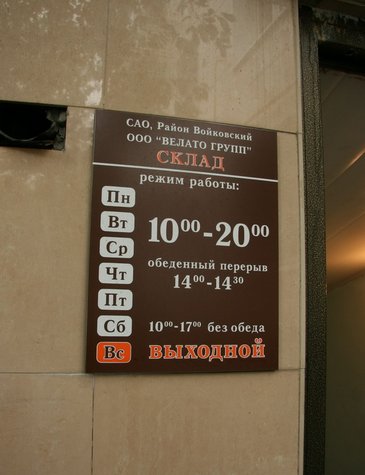 САО, Район Войковский
ООО "ВЕЛАТО ГРУПП"
СКЛАД
режим работы:
Пн
Вт
Ср
Чт
Пт
10⁰⁰-20⁰⁰
обеденный перерыв
14⁰⁰-14³⁰
Сб 10⁰⁰-17⁰⁰ без обеда
Вс ВЫХОДНОЙ